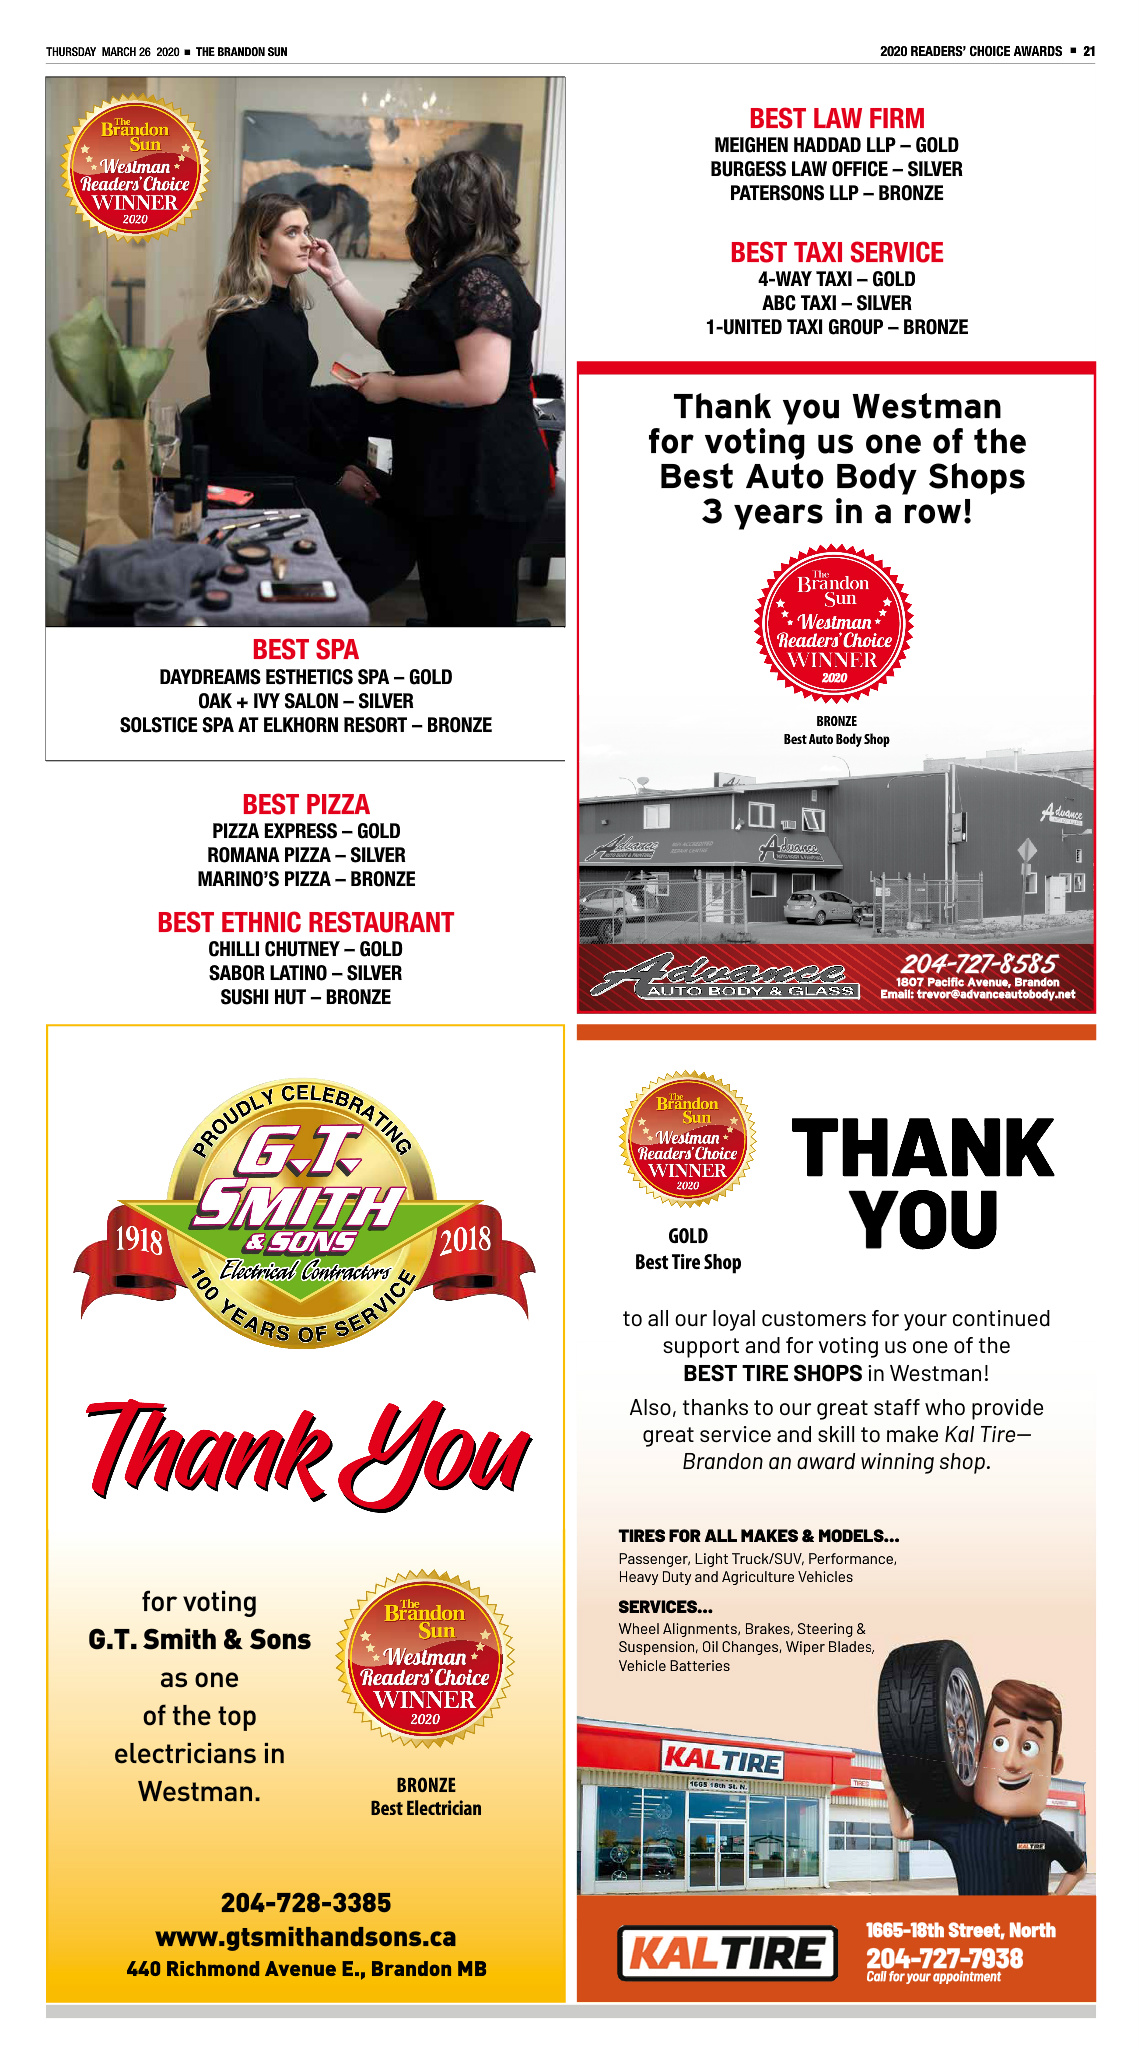 THURSDAY MARCH 26 2020 ■ THE BRANDON SUN
2020 READERS' CHOICE AWARDS ■ 21
The
Brandon
Sun
Westman
Readers' Choice
WINNER
2020
BEST SPA
DAYDREAMS ESTHETICS SPA – GOLD
OAK + IVY SALON – SILVER
SOLSTICE SPA AT ELKHORN RESORT – BRONZE
BEST PIZZA
PIZZA EXPRESS – GOLD
ROMANA PIZZA – SILVER
MARINO'S PIZZA – BRONZE
BEST ETHNIC RESTAURANT
CHILLI CHUTNEY – GOLD
SABOR LATINO – SILVER
SUSHI HUT – BRONZE
BEST LAW FIRM
MEIGHEN HADDAD LLP – GOLD
BURGESS LAW OFFICE – SILVER
PATERSONS LLP – BRONZE
BEST TAXI SERVICE
4-WAY TAXI – GOLD
ABC TAXI – SILVER
1-UNITED TAXI GROUP – BRONZE
Thank you Westman
for voting us one of the
Best Auto Body Shops
3 years in a row!
The
Brandon
Sun
Westman
Readers' Choice
WINNER
2020
BRONZE
Best Auto Body Shop
Advance
Advance
Advance
Advance
AUTO BODY & GLASS
204-727-8585
1807 Pacific Avenue, Brandon
Email: trevor@advanceautobody.net
PROUDLY CELEBRATING
G.T.
SMITH
& SONS
Electrical Contractors
1918
2018
100 YEARS OF SERVICE
Thank You
for voting
G.T. Smith & Sons
as one
of the top
electricians in
Westman.
The
Brandon
Sun
Westman
Readers' Choice
WINNER
2020
BRONZE
Best Electrician
204-728-3385
www.gtsmithandsons.ca
440 Richmond Avenue E., Brandon MB
The
Brandon
Sun
Westman
Readers' Choice
WINNER
2020
GOLD
Best Tire Shop
THANK
YOU
to all our loyal customers for your continued
support and for voting us one of the
BEST TIRE SHOPS in Westman!
Also, thanks to our great staff who provide
great service and skill to make Kal Tire—
Brandon an award winning shop.
TIRES FOR ALL MAKES & MODELS...
Passenger, Light Truck/SUV, Performance,
Heavy Duty and Agriculture Vehicles
SERVICES...
Wheel Alignments, Brakes, Steering &
Suspension, Oil Changes, Wiper Blades,
Vehicle Batteries
KAL TIRE
1665 18th St. N.
TIRES
KAL TIRE
KAL TIRE
1665-18th Street, North
204-727-7938
Call for your appointment